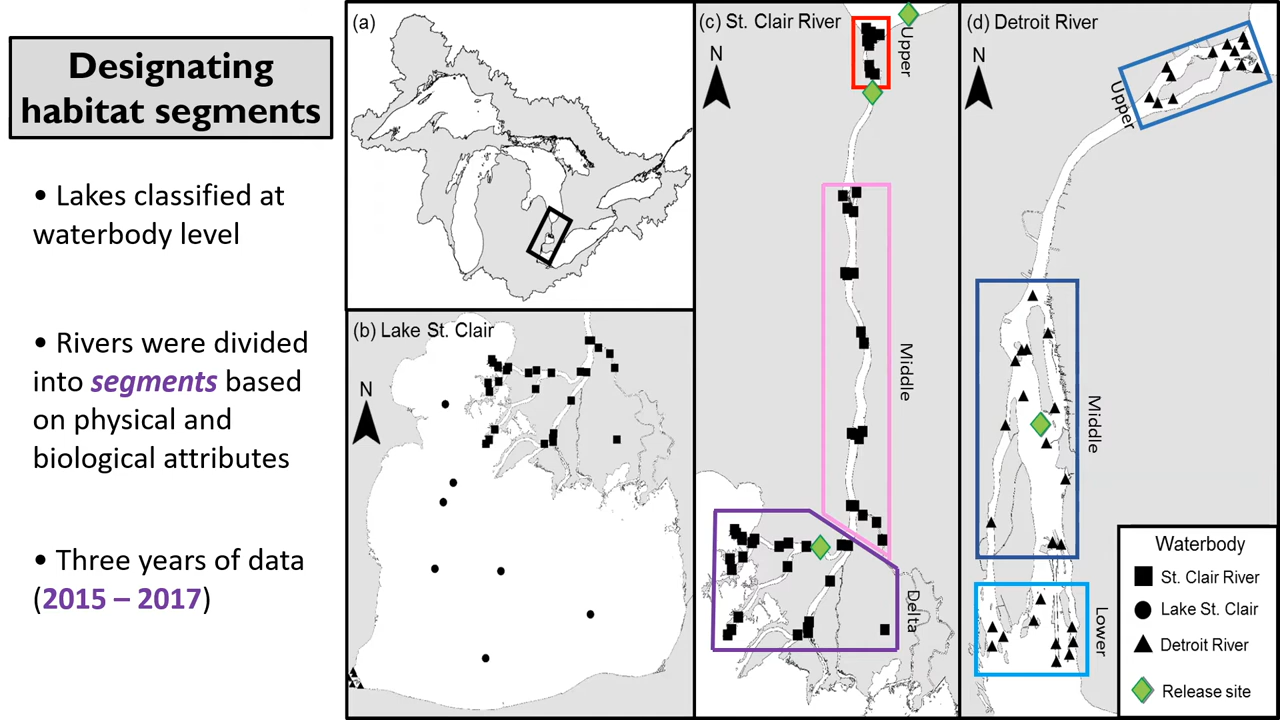 Designating
habitat segments
• Lakes classified at
waterbody level
• Rivers were divided
into segments based
on physical and
biological attributes
• Three years of data
(2015 – 2017)
(a)
(b) Lake St. Clair
N
(c) St. Clair River
N
Upper
Middle
Delta
(d) Detroit River
N
Upper
Middle
Lower
Waterbody
St. Clair River
Lake St. Clair
Detroit River
Release site